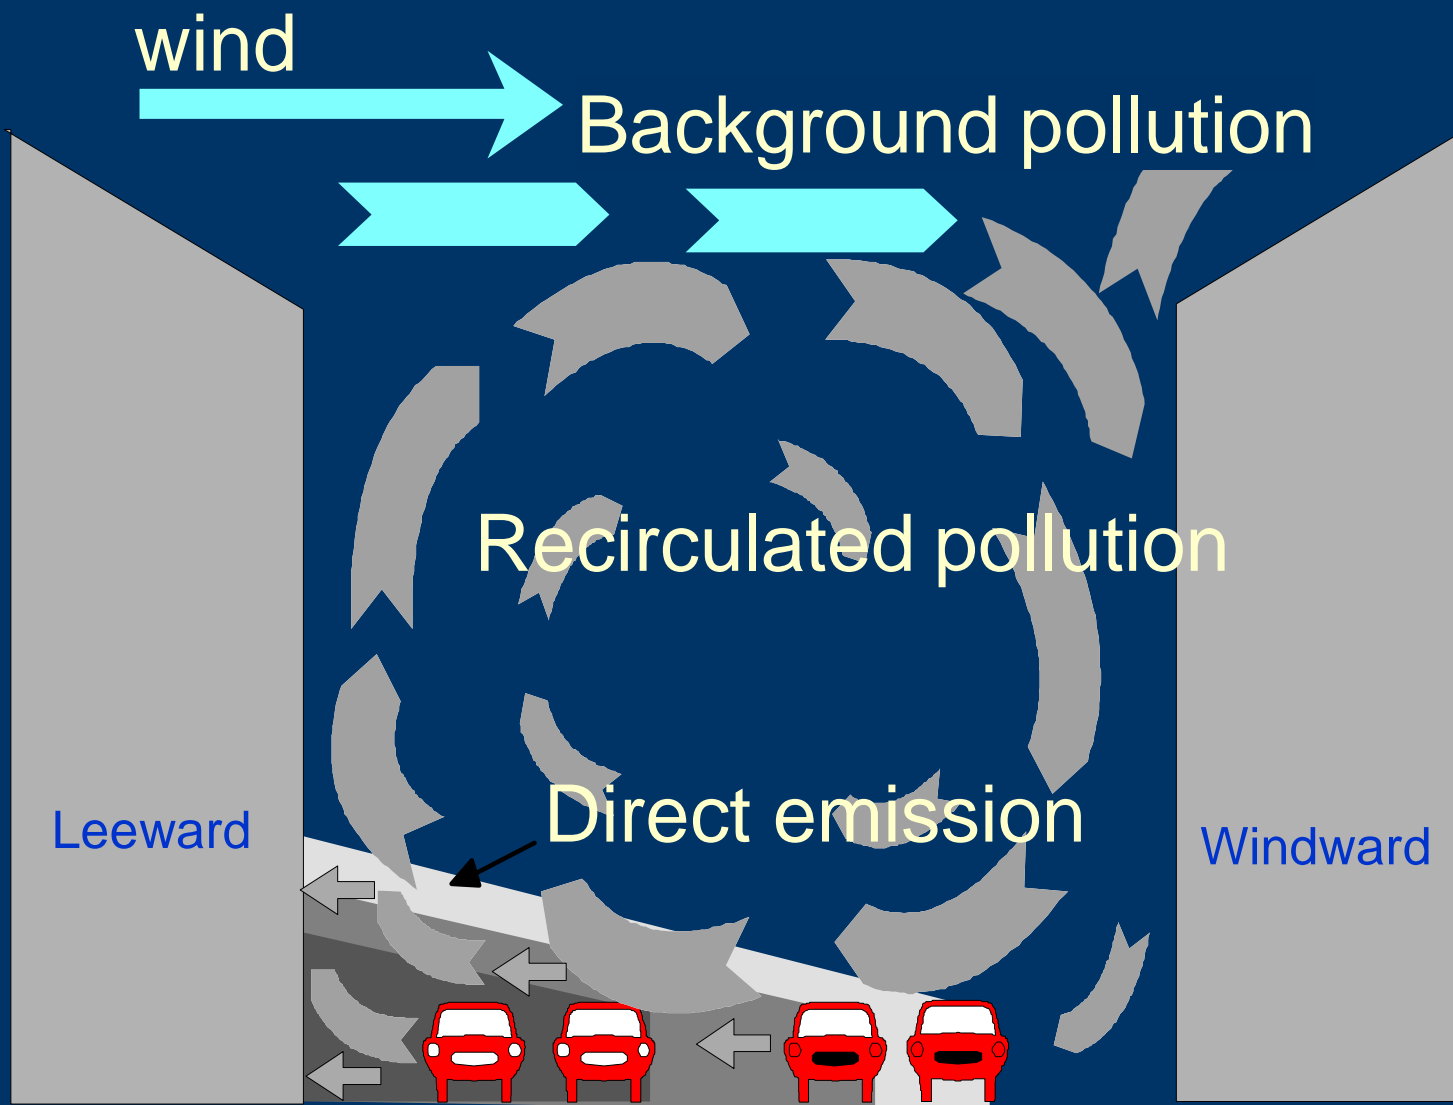 wind
Background pollution
Recirculated pollution
Direct emission
Leeward
Windward